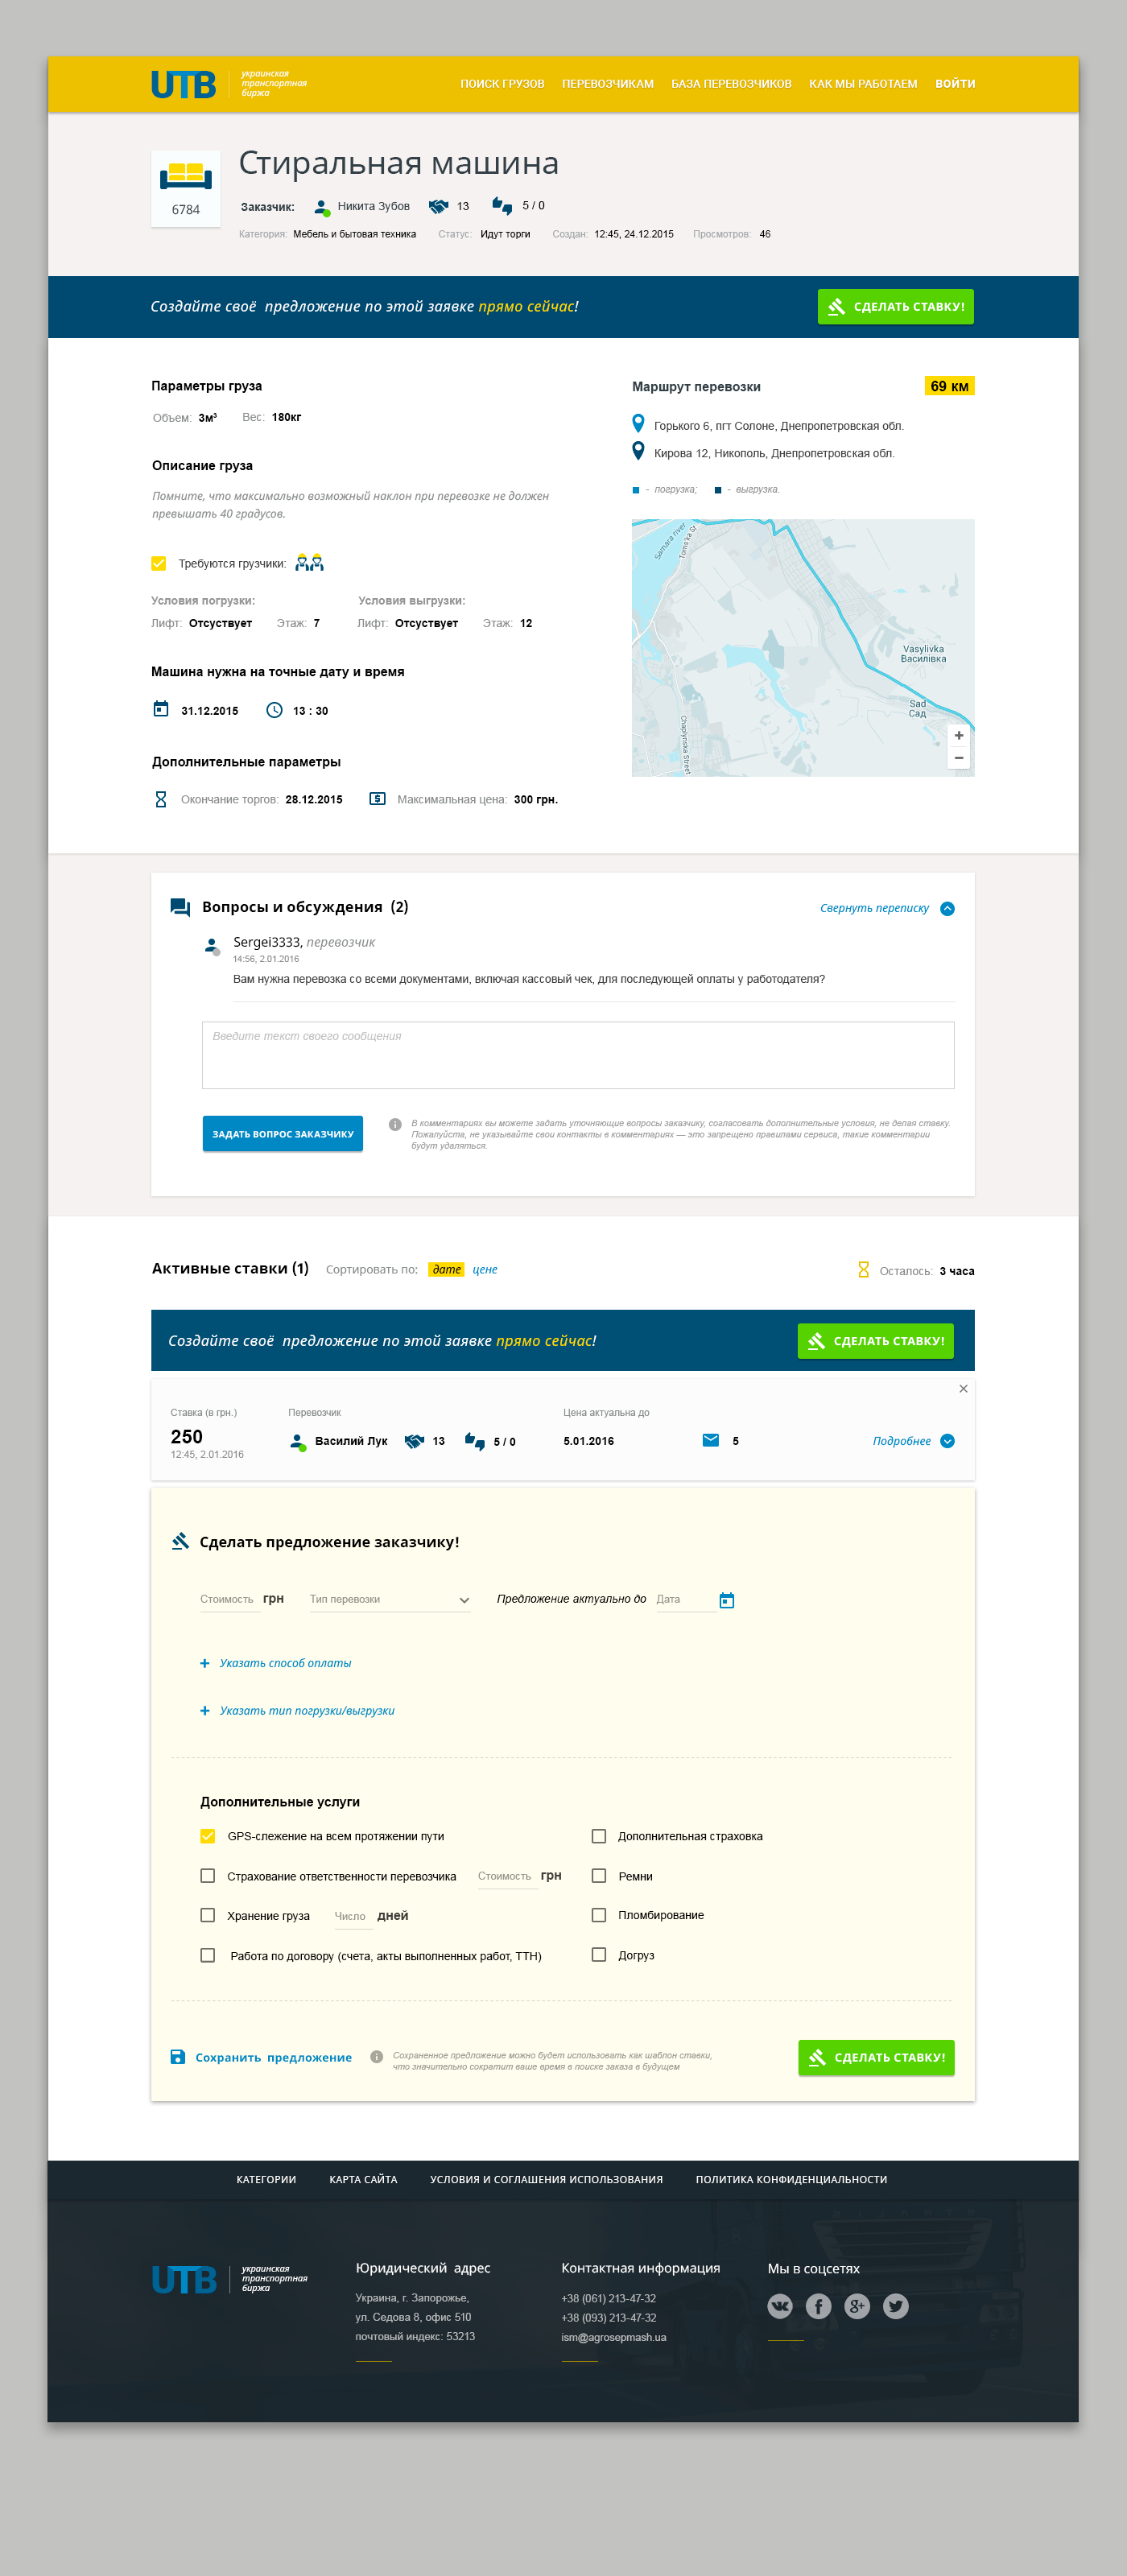 UTB
украинская
транспортная
биржа
ПОИСК ГРУЗОВ ПЕРЕВОЗЧИКАМ БАЗА ПЕРЕВОЗЧИКОВ КАК МЫ РАБОТАЕМ ВОЙТИ
Стиральная машина
6784
Заказчик: Никита Зубов 13 5 / 0
Категория: Мебель и бытовая техника Статус: Идут торги Создан: 12:45, 24.12.2015 Просмотров: 46
Создайте своё предложение по этой заявке прямо сейчас!
СДЕЛАТЬ СТАВКУ!
Параметры груза
Объем: 3м³ Вес: 180кг
Описание груза
Помните, что максимально возможный наклон при перевозке не должен
превышать 40 градусов.
Требуются грузчики:
Условия погрузки: Условия выгрузки:
Лифт: Отсуствует Этаж: 7 Лифт: Отсуствует Этаж: 12
Машина нужна на точные дату и время
31.12.2015 13 : 30
Дополнительные параметры
Окончание торгов: 28.12.2015 Максимальная цена: 300 грн.
Маршрут перевозки 69 км
Горького 6, пгт Солоне, Днепропетровская обл.
Кирова 12, Никополь, Днепропетровская обл.
- погрузка; - выгрузка.
Samara river
Toms'ka St
Vasylivka
Василівка
Sad
Сад
Chaplynska Street
+
−
Вопросы и обсуждения (2)
Свернуть переписку
Sergei3333, перевозчик
14:56, 2.01.2016
Вам нужна перевозка со всеми документами, включая кассовый чек, для последующей оплаты у работодателя?
Введите текст своего сообщения
ЗАДАТЬ ВОПРОС ЗАКАЗЧИКУ
В комментариях вы можете задать уточняющие вопросы заказчику, согласовать дополнительные условия, не делая ставку.
Пожалуйста, не указывайте свои контакты в комментариях — это запрещено правилами сервиса, такие комментарии
будут удаляться.
Активные ставки (1) Сортировать по: дате цене
Осталось: 3 часа
Создайте своё предложение по этой заявке прямо сейчас!
СДЕЛАТЬ СТАВКУ!
Ставка (в грн.) Перевозчик Цена актуальна до
250 Василий Лук 13 5 / 0 5.01.2016 5 Подробнее
12:45, 2.01.2016
Сделать предложение заказчику!
Стоимость грн Тип перевозки Предложение актуально до Дата
+ Указать способ оплаты
+ Указать тип погрузки/выгрузки
Дополнительные услуги
GPS-слежение на всем протяжении пути Дополнительная страховка
Страхование ответственности перевозчика Стоимость грн Ремни
Хранение груза Число дней Пломбирование
Работа по договору (счета, акты выполненных работ, ТТН) Догруз
Сохранить предложение
Сохраненное предложение можно будет использовать как шаблон ставки,
что значительно сократит ваше время в поиске заказа в будущем
СДЕЛАТЬ СТАВКУ!
КАТЕГОРИИ КАРТА САЙТА УСЛОВИЯ И СОГЛАШЕНИЯ ИСПОЛЬЗОВАНИЯ ПОЛИТИКА КОНФИДЕНЦИАЛЬНОСТИ
UTB
украинская
транспортная
биржа
Юридический адрес
Украина, г. Запорожье,
ул. Седова 8, офис 510
почтовый индекс: 53213
Контактная информация
+38 (061) 213-47-32
+38 (093) 213-47-32
ism@agrosepmash.ua
Мы в соцсетях